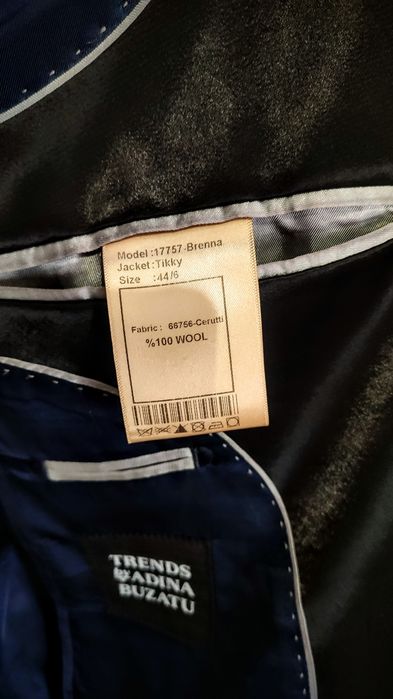 Model :17757-Brenna
Jacket:Tikky
Size :44/6
Fabric : 66756-Cerutti
%100 WOOL
TRENDS
BY ADINA
BUZATU